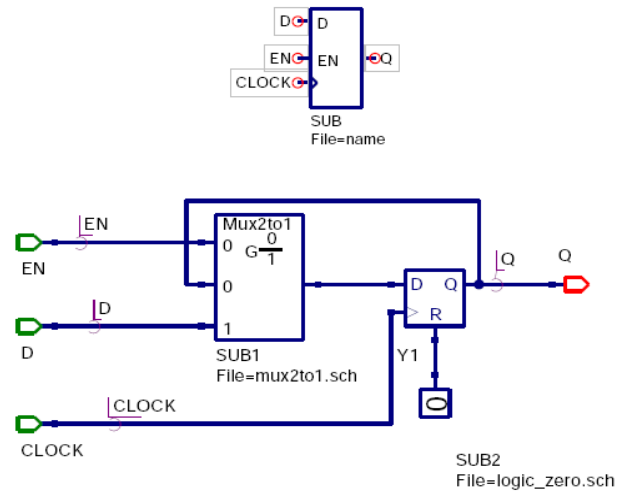 D
D
EN
EN
Q
CLOCK
SUB
File=name
EN
Mux2to1
0
G 0
1
EN
0
D
1
D
SUB1
File=mux2to1.sch
D Q
R
Y1
Q
Q
0
CLOCK
CLOCK
SUB2
File=logic_zero.sch